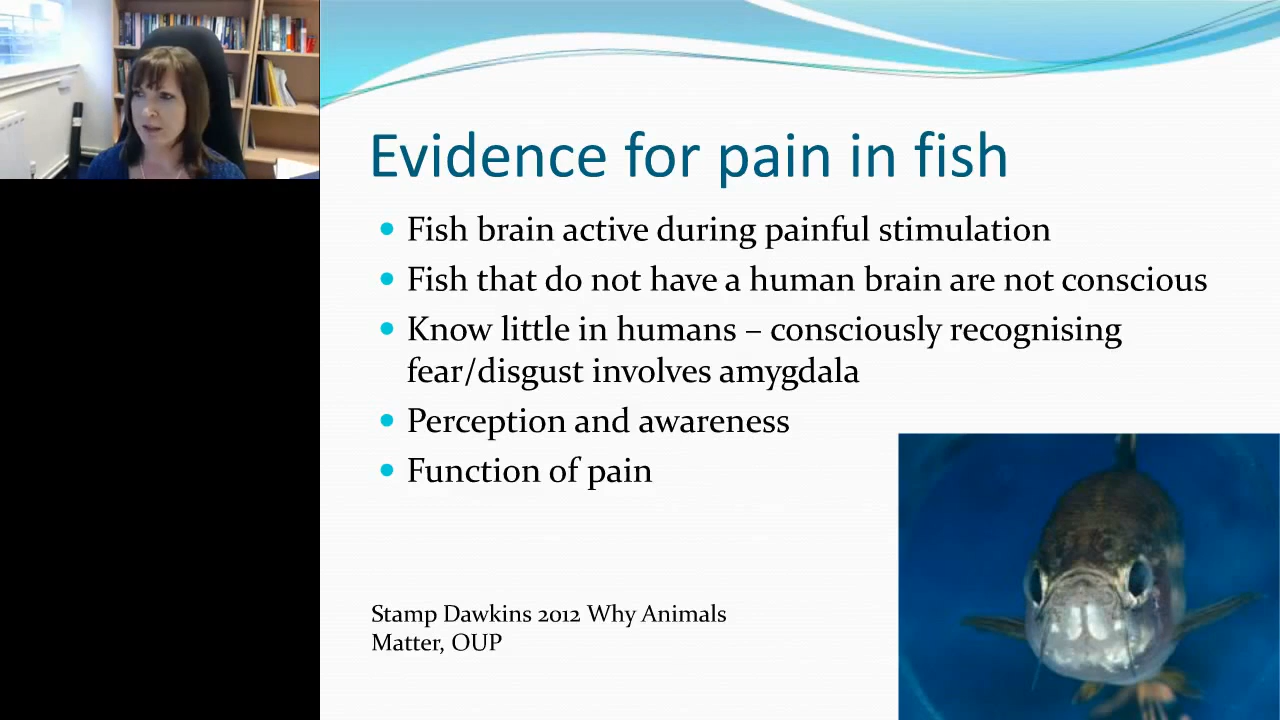 Evidence for pain in fish
Fish brain active during painful stimulation
Fish that do not have a human brain are not conscious
Know little in humans – consciously recognising
fear/disgust involves amygdala
Perception and awareness
Function of pain
Stamp Dawkins 2012 Why Animals
Matter, OUP